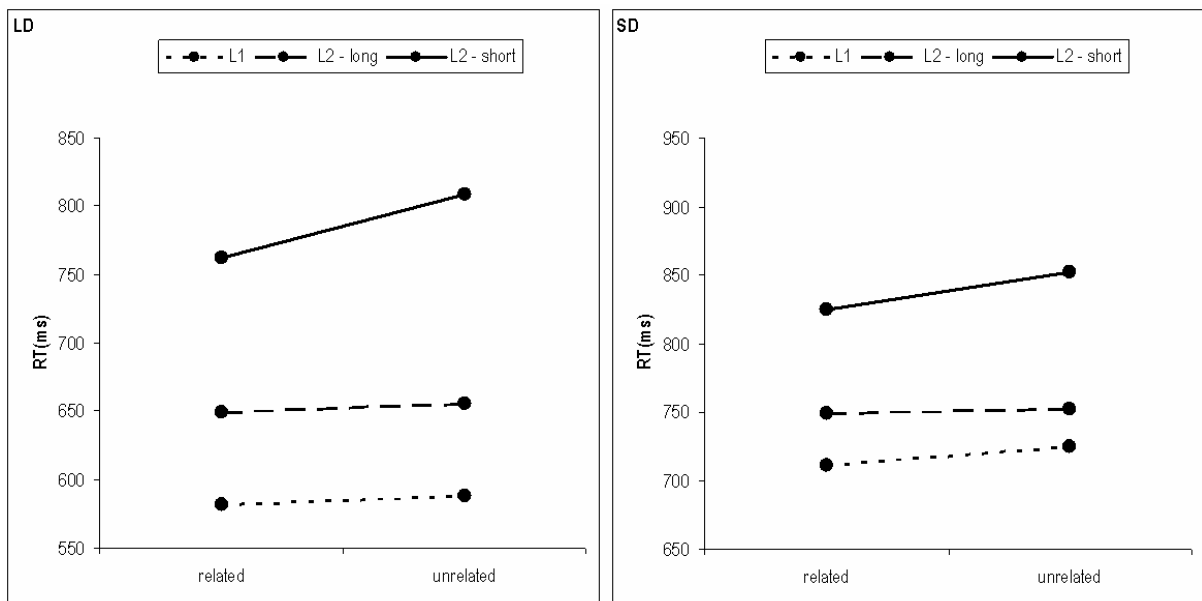 LD
L1 L2 - long L2 - short
850
800
750
700
650
600
550
RT(ms)
related unrelated
SD
L1 L2 - long L2 - short
950
900
850
800
750
700
650
RT(ms)
related unrelated